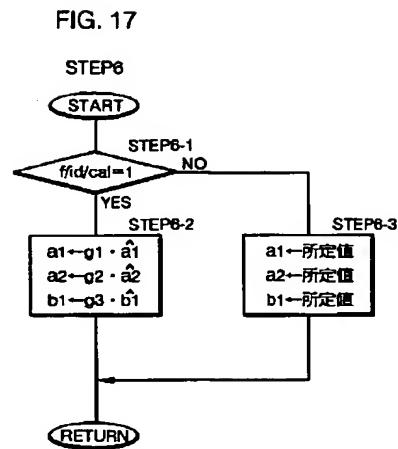 FIG. 17
STEP6
START
STEP6-1
f/id/cal=1
NO
YES
STEP6-2
a1←g1・â1
a2←g2・â2
b1←g3・b̂1
STEP6-3
a1←所定値
a2←所定値
b1←所定値
RETURN